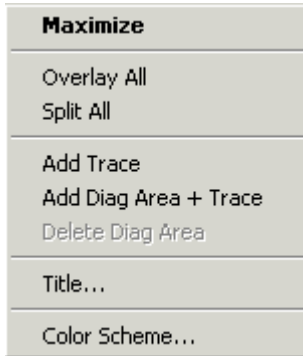 Maximize
Overlay All
Split All
Add Trace
Add Diag Area + Trace
Delete Diag Area
Title...
Color Scheme...